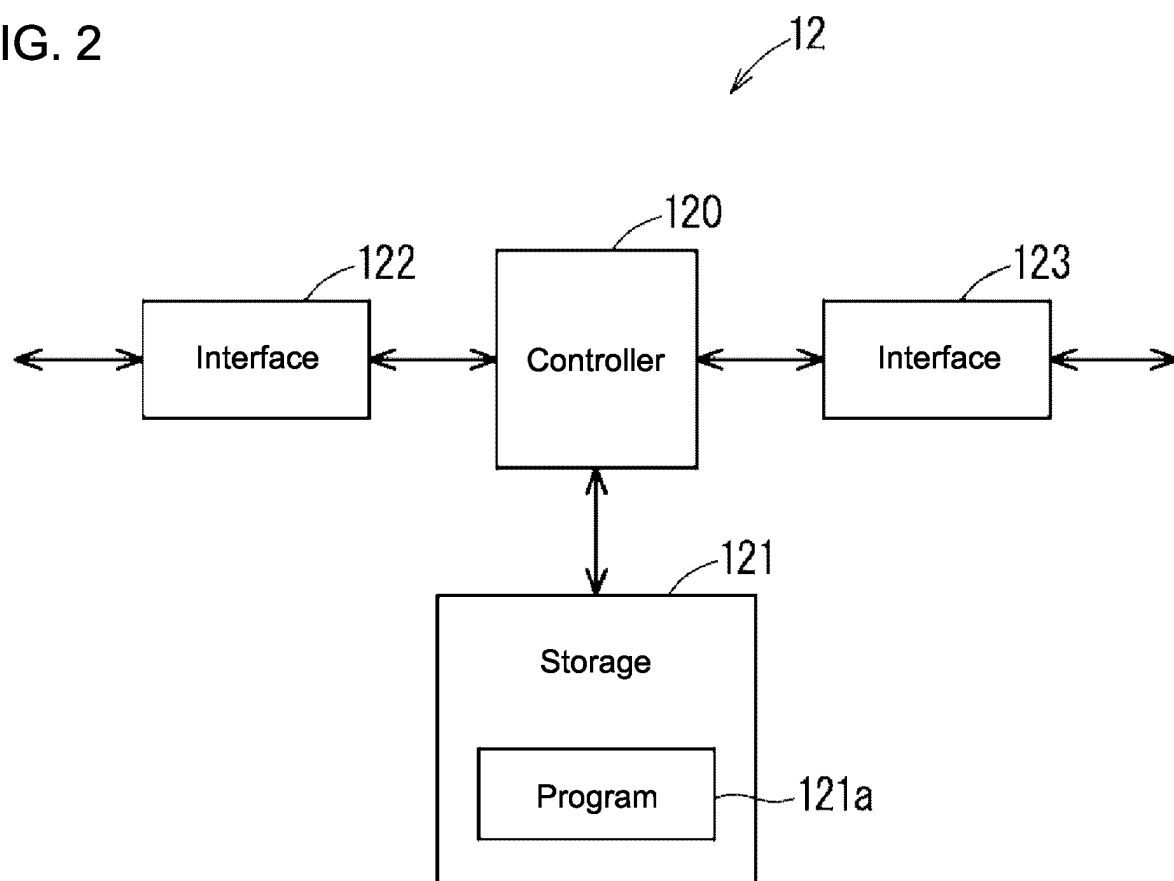 IG. 2
12
120
122
123
Interface
Controller
Interface
121
Storage
Program
121a